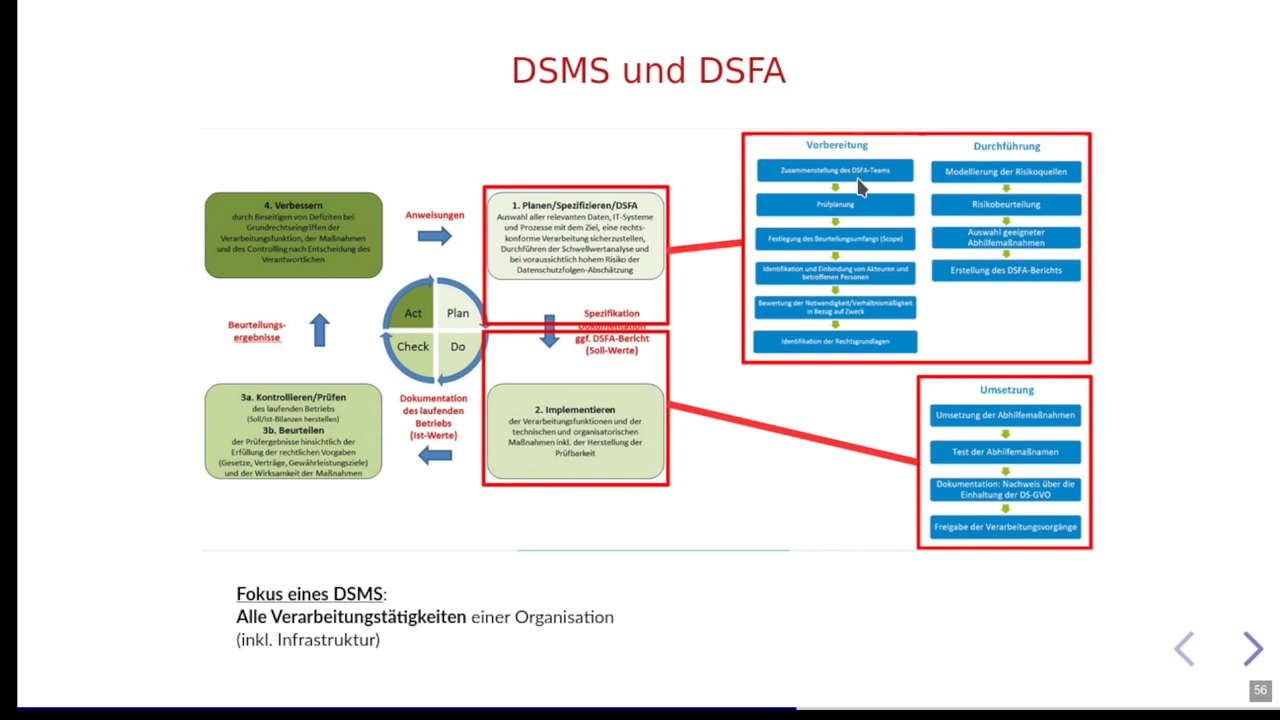 DSMS und DSFA
4. Verbessern
durch Beseitigen von Defiziten bei
Grundrechtseingriffen der
Verarbeitungsfunktion, der Maßnahmen
und des Controlling nach Entscheidung des
Verantwortlichen
Anweisungen
1. Planen/Spezifizieren/DSFA
Auswahl aller relevanten Daten, IT-Systeme
und Prozesse mit dem Ziel, eine rechts-
konforme Verarbeitung sicherzustellen,
Durchführen der Schwellwertanalyse und
bei voraussichtlich hohem Risiko der
Datenschutzfolgen-Abschätzung
Act
Plan
Check
Do
Beurteilungs-
ergebnisse
Spezifikation
Dokumentation
ggf. DSFA-Bericht
(Soll-Werte)
3a. Kontrollieren/Prüfen
des laufenden Betriebs
(Soll/Ist-Bilanzen herstellen)
3b. Beurteilen
der Prüfergebnisse hinsichtlich der
Erfüllung der rechtlichen Vorgaben
(Gesetze, Verträge, Gewährleistungsziele)
und der Wirksamkeit der Maßnahmen
Dokumentation
des laufenden
Betriebs
(Ist-Werte)
2. Implementieren
der Verarbeitungsfunktionen und der
technischen und organisatorischen
Maßnahmen inkl. der Herstellung der
Prüfbarkeit
Vorbereitung
Zusammenstellung des DSFA-Teams
Prüfplanung
Festlegung des Beurteilungsumfangs (Scope)
Identifikation und Einbindung von Akteuren und
betroffenen Personen
Bewertung der Notwendigkeit/Verhältnismäßigkeit
in Bezug auf Zweck
Identifikation der Rechtsgrundlagen
Durchführung
Modellierung der Risikoquellen
Risikobeurteilung
Auswahl geeigneter
Abhilfemaßnahmen
Erstellung des DSFA-Berichts
Umsetzung
Umsetzung der Abhilfemaßnahmen
Test der Abhilfemaßnamen
Dokumentation: Nachweis über die
Einhaltung der DS-GVO
Freigabe der Verarbeitungsvorgänge
Fokus eines DSMS:
Alle Verarbeitungstätigkeiten einer Organisation
(inkl. Infrastruktur)
56